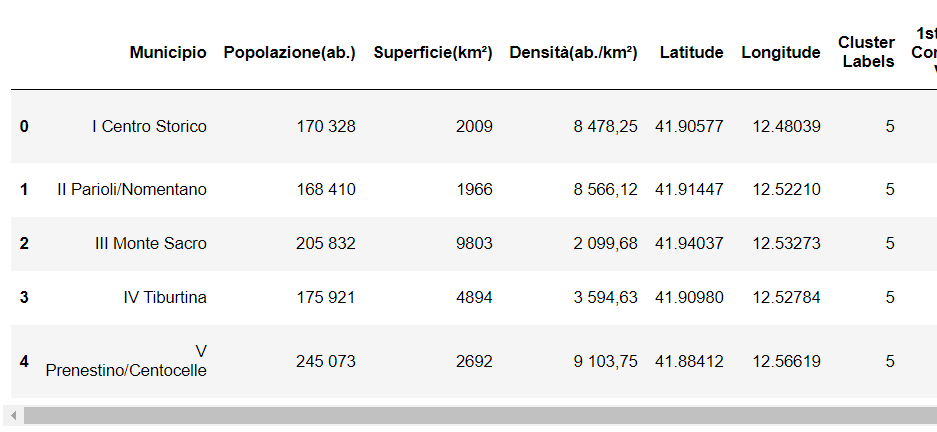 Municipio Popolazione(ab.) Superficie(km²) Densità(ab./km²) Latitude Longitude Cluster Labels 1st
0 I Centro Storico 170 328 2009 8 478,25 41.90577 12.48039 5
1 II Parioli/Nomentano 168 410 1966 8 566,12 41.91447 12.52210 5
2 III Monte Sacro 205 832 9803 2 099,68 41.94037 12.53273 5
3 IV Tiburtina 175 921 4894 3 594,63 41.90980 12.52784 5
4 V Prenestino/Centocelle 245 073 2692 9 103,75 41.88412 12.56619 5